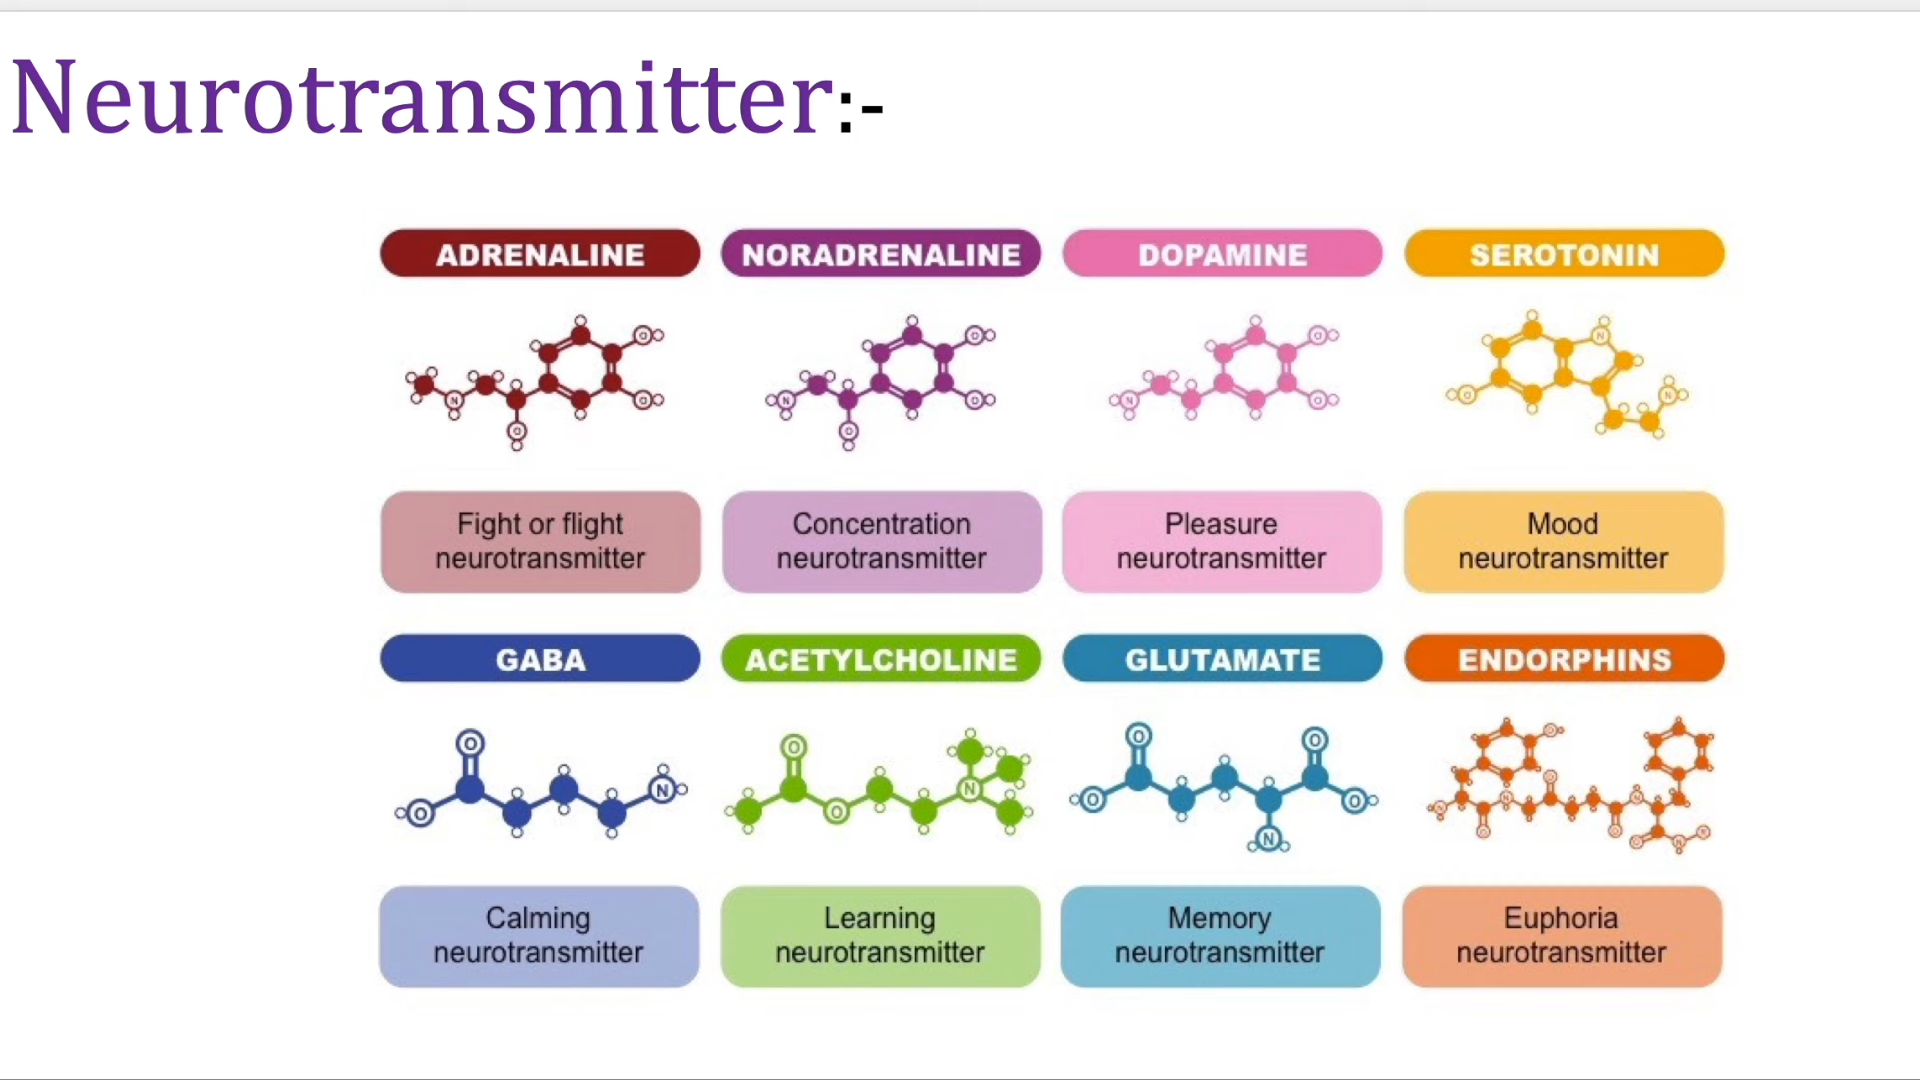 Neurotransmitter:-
ADRENALINE
NORADRENALINE
DOPAMINE
SEROTONIN
Fight or flight
neurotransmitter
Concentration
neurotransmitter
Pleasure
neurotransmitter
Mood
neurotransmitter
GABA
ACETYLCHOLINE
GLUTAMATE
ENDORPHINS
Calming
neurotransmitter
Learning
neurotransmitter
Memory
neurotransmitter
Euphoria
neurotransmitter